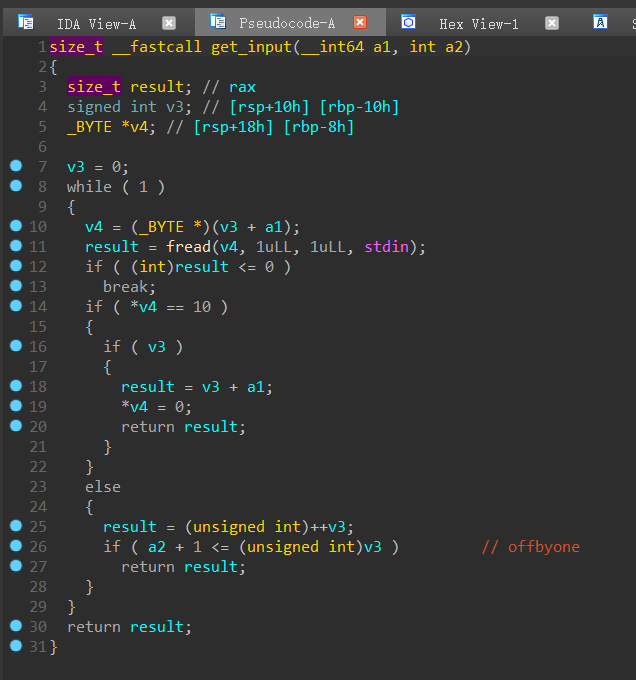 IDA View-A Pseudocode-A Hex View-1 A
1 size_t __fastcall get_input(__int64 a1, int a2)
2 {
3 size_t result; // rax
4 signed int v3; // [rsp+10h] [rbp-10h]
5 _BYTE *v4; // [rsp+18h] [rbp-8h]
6
7 v3 = 0;
8 while ( 1 )
9 {
10 v4 = (_BYTE *)(v3 + a1);
11 result = fread(v4, 1uLL, 1uLL, stdin);
12 if ( (int)result <= 0 )
13 break;
14 if ( *v4 == 10 )
15 {
16 if ( v3 )
17 {
18 result = v3 + a1;
19 *v4 = 0;
20 return result;
21 }
22 }
23 else
24 {
25 result = (unsigned int)++v3;
26 if ( a2 + 1 <= (unsigned int)v3 ) // offbyone
27 return result;
28 }
29 }
30 return result;
31 }